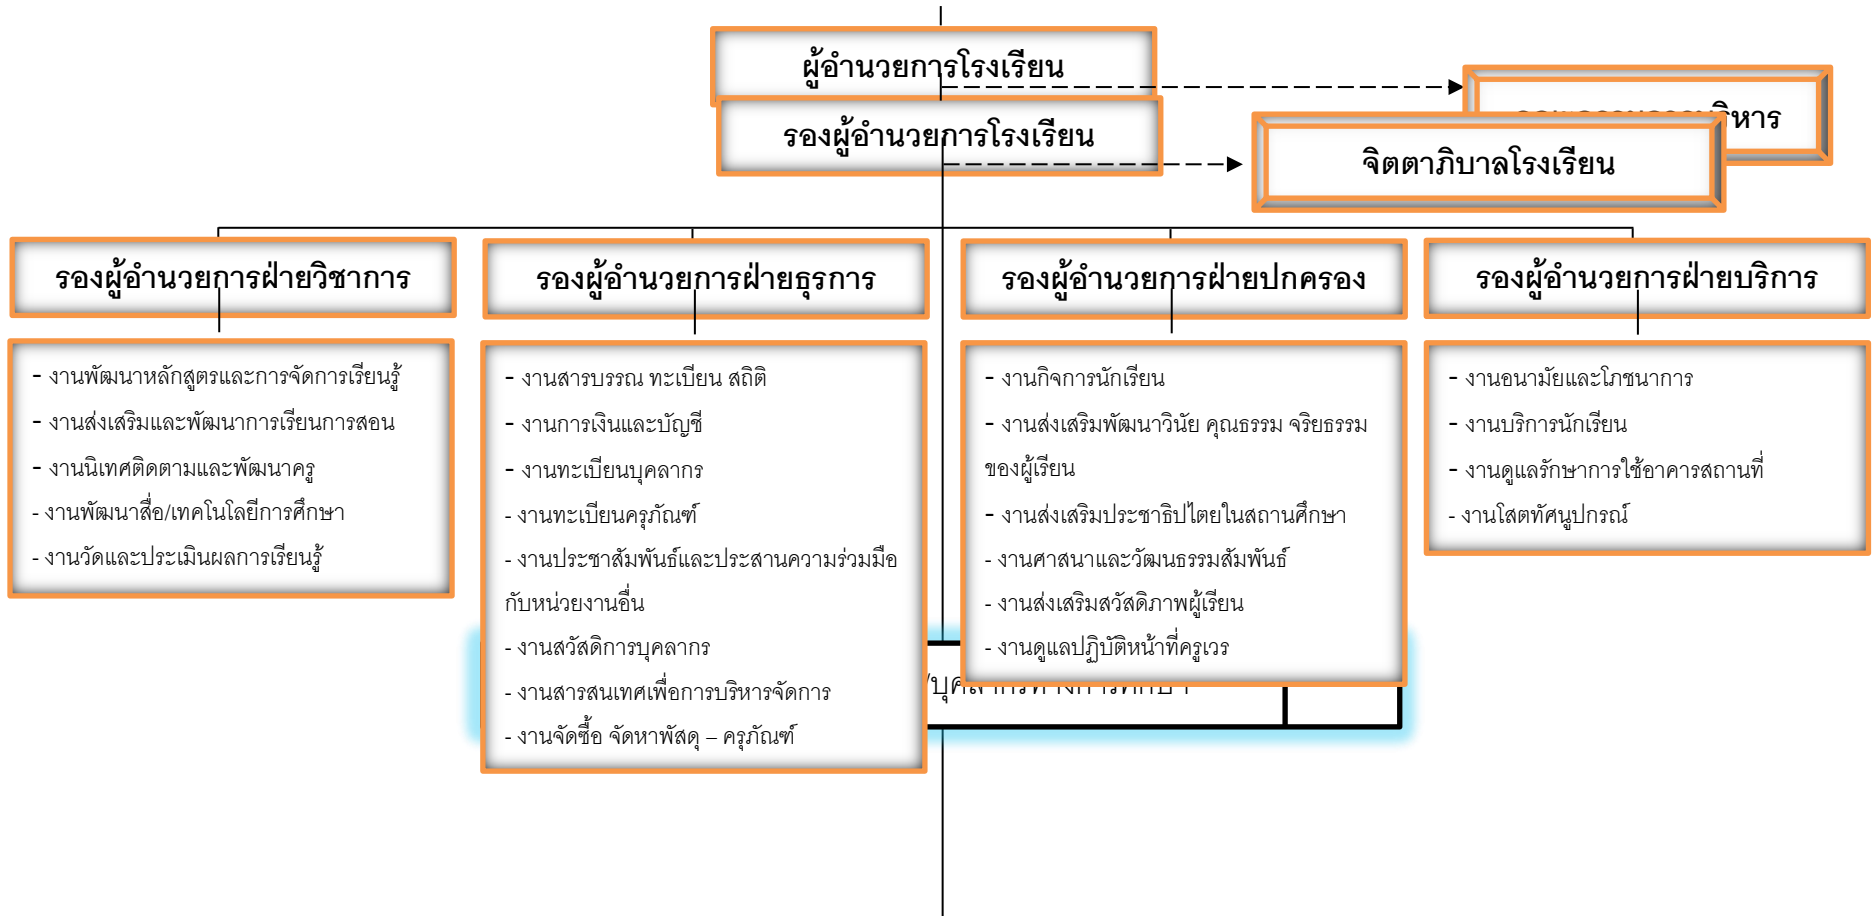 ผู้อำนวยการโรงเรียน
ริหาร
รองผู้อำนวยการโรงเรียน
จิตตาภิบาลโรงเรียน
รองผู้อำนวยการฝ่ายวิชาการ
- งานพัฒนาหลักสูตรและการจัดการเรียนรู้
- งานส่งเสริมและพัฒนาการเรียนการสอน
- งานนิเทศติดตามและพัฒนาครู
- งานพัฒนาสื่อ/เทคโนโลยีการศึกษา
- งานวัดและประเมินผลการเรียนรู้
รองผู้อำนวยการฝ่ายธุรการ
- งานสารบรรณ ทะเบียน สถิติ
- งานการเงินและบัญชี
- งานทะเบียนบุคลากร
- งานทะเบียนครุภัณฑ์
- งานประชาสัมพันธ์และประสานความร่วมมือ
กับหน่วยงานอื่น
- งานสวัสดิการบุคลากร
- งานสารสนเทศเพื่อการบริหารจัดการ
- งานจัดซื้อ จัดหาพัสดุ – ครุภัณฑ์
รองผู้อำนวยการฝ่ายปกครอง
- งานกิจการนักเรียน
- งานส่งเสริมพัฒนาวินัย คุณธรรม จริยธรรม
ของผู้เรียน
- งานส่งเสริมประชาธิปไตยในสถานศึกษา
- งานศาสนาและวัฒนธรรมสัมพันธ์
- งานส่งเสริมสวัสดิภาพผู้เรียน
- งานดูแลปฏิบัติหน้าที่ครูเวร
รองผู้อำนวยการฝ่ายบริการ
- งานอนามัยและโภชนาการ
- งานบริการนักเรียน
- งานดูแลรักษาการใช้อาคารสถานที่
- งานโสตทัศนูปกรณ์